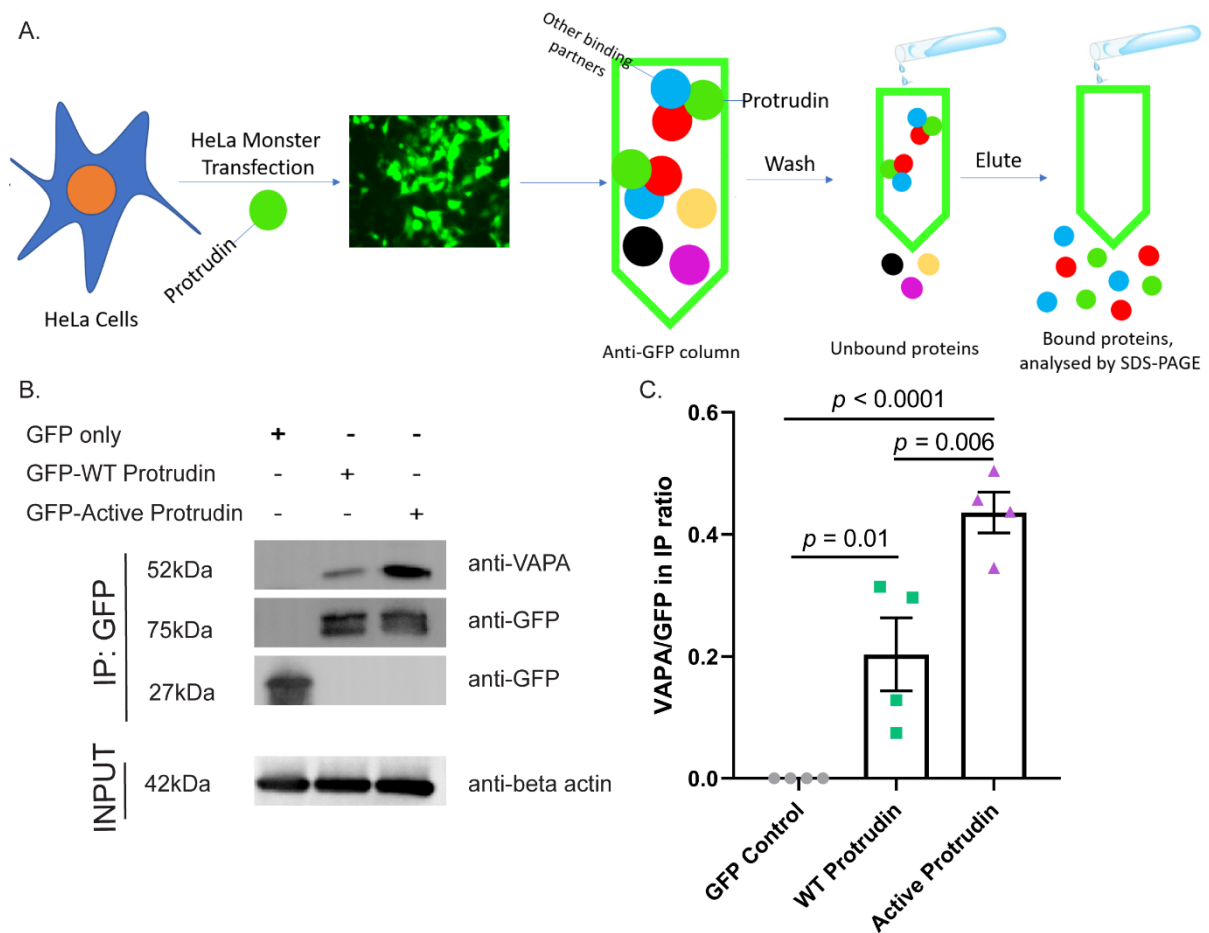 A.
HeLa Cells
HeLa Monster
Transfection
Protrudin
Other binding
partners
Protrudin
Anti-GFP column
Wash
Unbound proteins
Elute
Bound proteins,
analysed by SDS-PAGE
B.
GFP only + - -
GFP-WT Protrudin - + -
GFP-Active Protrudin - - +
IP: GFP
52kDa anti-VAPA
75kDa anti-GFP
27kDa anti-GFP
INPUT
42kDa anti-beta actin
C.
p < 0.0001
p = 0.006
p = 0.01
VAPA/GFP in IP ratio
0.6
0.4
0.2
0.0
GFP Control
WT Protrudin
Active Protrudin